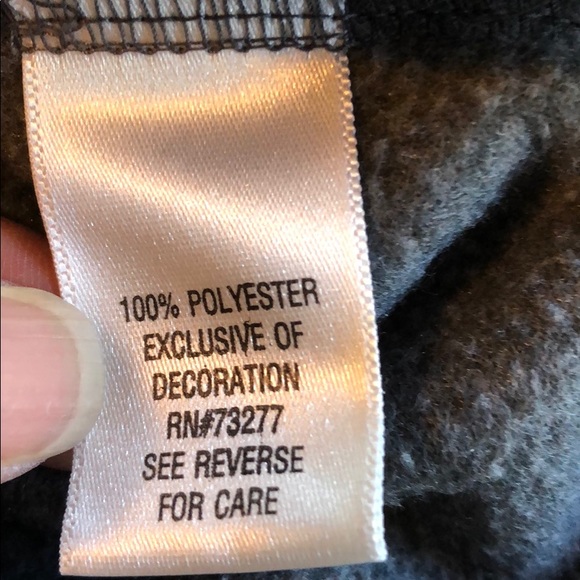 100% POLYESTER
EXCLUSIVE OF
DECORATION
RN#73277
SEE REVERSE
FOR CARE